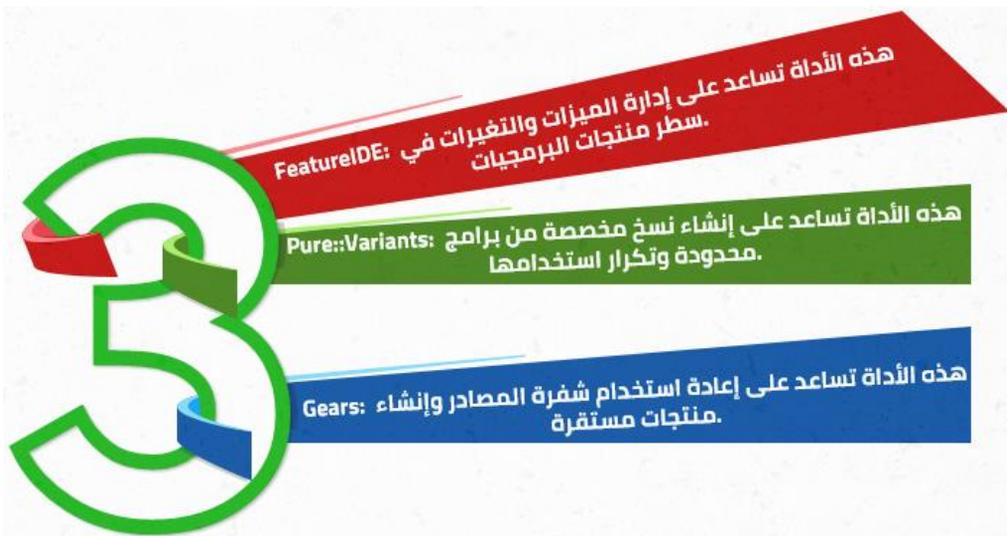 FeatureIDE: هذه الأداة تساعد على إدارة الميزات والتغيرات في
سطر منتجات البرمجيات.
Pure::Variants: هذه الأداة تساعد على إنشاء نسخ مخصصة من برامج
محدودة وتكرار استخدامها.
Gears: هذه الأداة تساعد على إعادة استخدام شفرة المصادر وإنشاء
منتجات مستقرة.
3